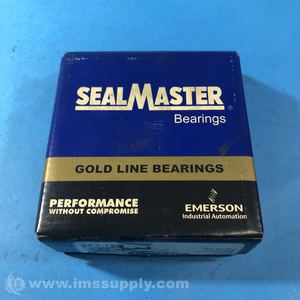 SEALMASTER®
Bearings
GOLD LINE BEARINGS
PERFORMANCE
WITHOUT COMPROMISE
EMERSON
Industrial Automation
© www.imssupply.com